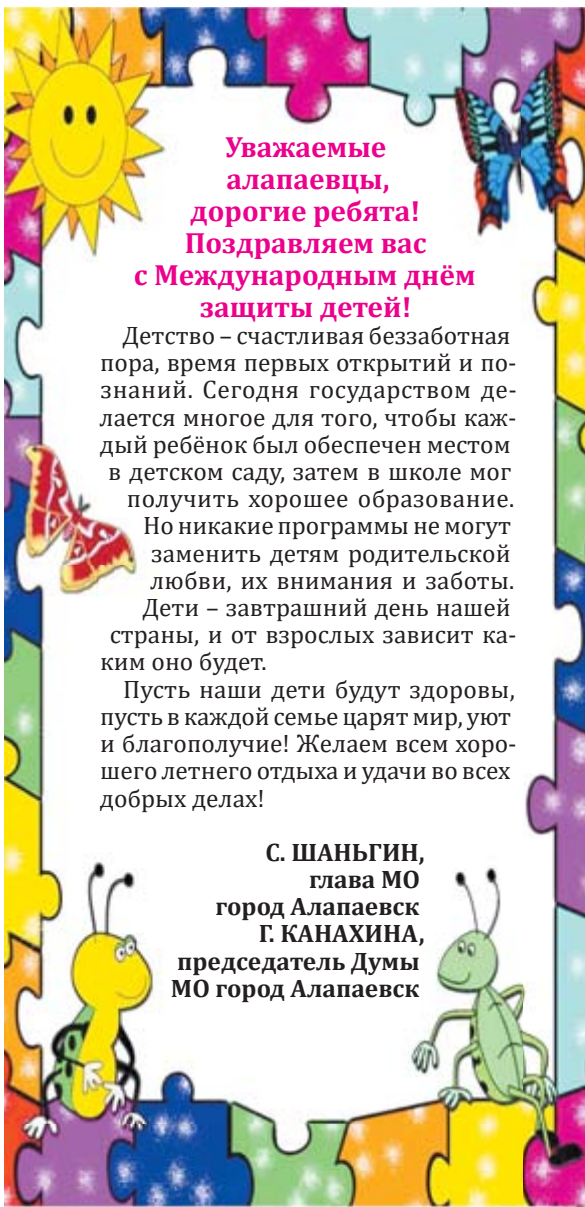 Уважаемые
алапаевцы,
дорогие ребята!
Поздравляем вас
с Международным днём
защиты детей!
Детство – счастливая беззаботная
пора, время первых открытий и по-
знаний. Сегодня государством де-
лается многое для того, чтобы каж-
дый ребёнок был обеспечен местом
в детском саду, затем в школе мог
получить хорошее образование.
Но никакие программы не могут
заменить детям родительской
любви, их внимания и заботы.
Дети – завтрашний день нашей
страны, и от взрослых зависит ка-
ким оно будет.
Пусть наши дети будут здоровы,
пусть в каждой семье царят мир, уют
и благополучие! Желаем всем хоро-
шего летнего отдыха и удачи во всех
добрых делах!
С. ШАНЬГИН,
глава МО
город Алапаевск
Г. КАНАХИНА,
председатель Думы
МО город Алапаевск